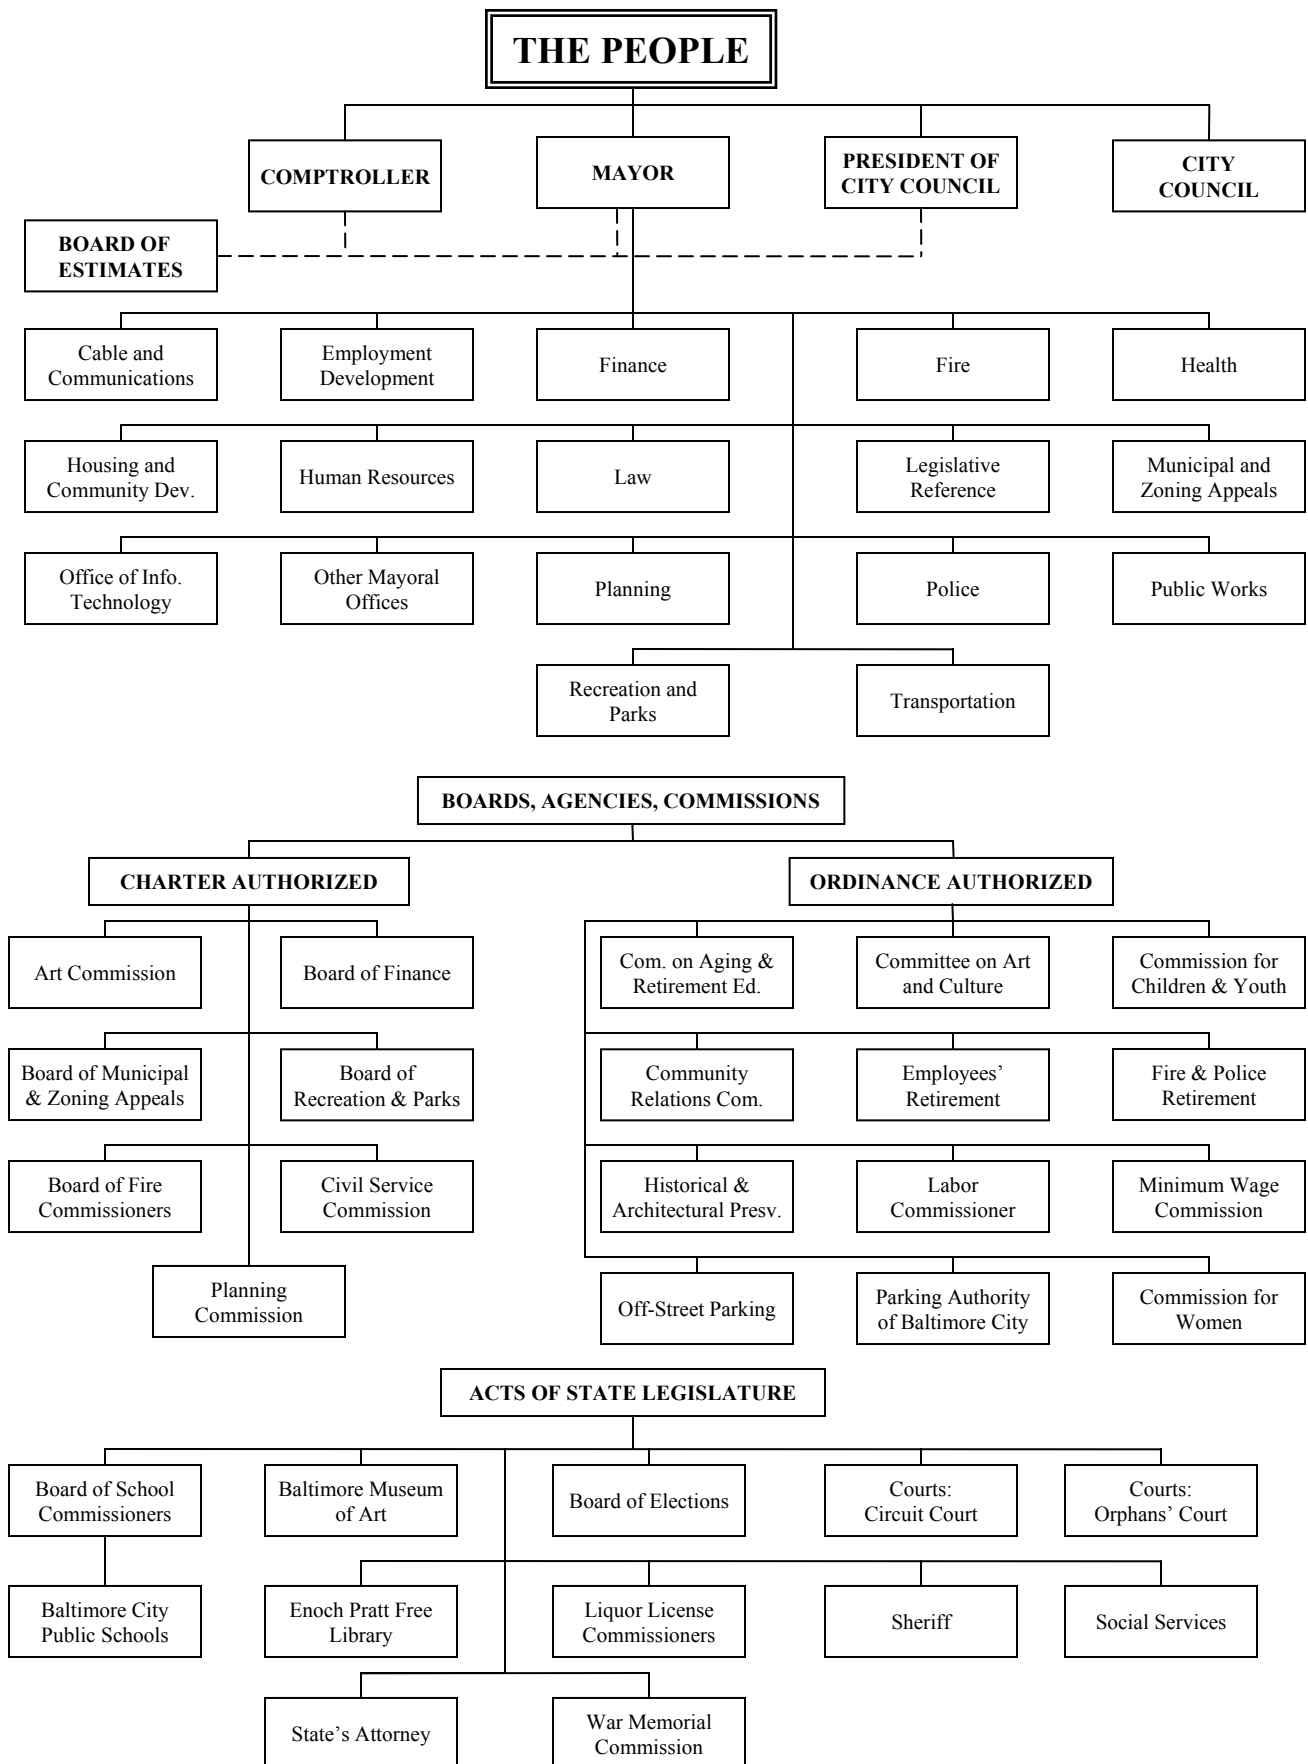 THE PEOPLE
COMPTROLLER
MAYOR
PRESIDENT OF
CITY COUNCIL
CITY
COUNCIL
BOARD OF
ESTIMATES
Cable and
Communications
Employment
Development
Finance
Fire
Health
Housing and
Community Dev.
Human Resources
Law
Legislative
Reference
Municipal and
Zoning Appeals
Office of Info.
Technology
Other Mayoral
Offices
Planning
Police
Public Works
Recreation and
Parks
Transportation
BOARDS, AGENCIES, COMMISSIONS
CHARTER AUTHORIZED
Art Commission
Board of Finance
Board of Municipal
& Zoning Appeals
Board of
Recreation & Parks
Board of Fire
Commissioners
Civil Service
Commission
Planning
Commission
ORDINANCE AUTHORIZED
Com. on Aging &
Retirement Ed.
Committee on Art
and Culture
Commission for
Children & Youth
Community
Relations Com.
Employees’
Retirement
Fire & Police
Retirement
Historical &
Architectural Presv.
Labor
Commissioner
Minimum Wage
Commission
Off-Street Parking
Parking Authority
of Baltimore City
Commission for
Women
ACTS OF STATE LEGISLATURE
Board of School
Commissioners
Baltimore Museum
of Art
Board of Elections
Courts:
Circuit Court
Courts:
Orphans’ Court
Baltimore City
Public Schools
Enoch Pratt Free
Library
Liquor License
Commissioners
Sheriff
Social Services
State’s Attorney
War Memorial
Commission